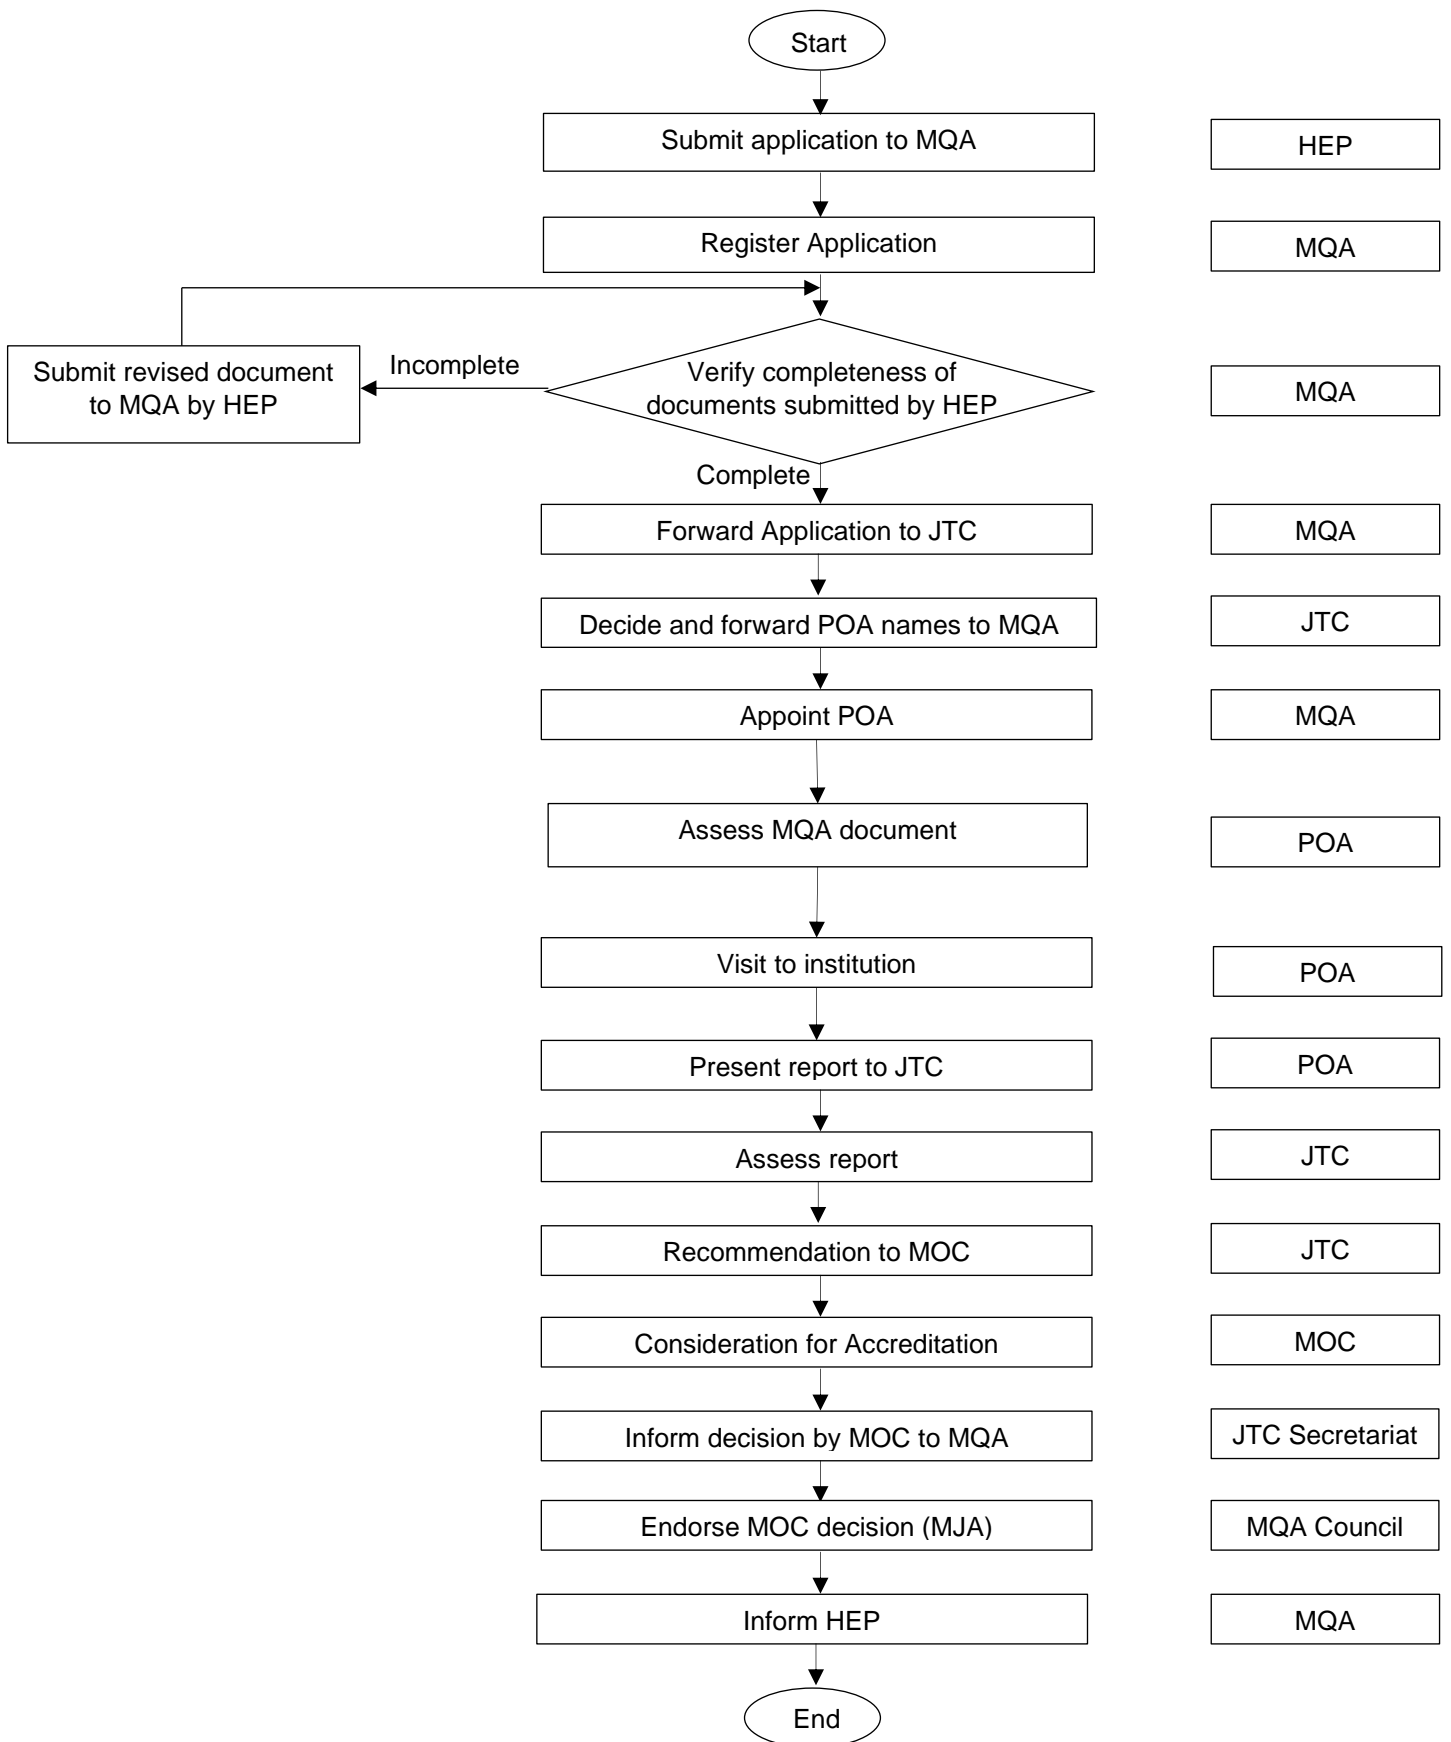 Start
Submit application to MQA
HEP
Register Application
MQA
Submit revised document
to MQA by HEP
Incomplete
Verify completeness of
documents submitted by HEP
MQA
Complete
Forward Application to JTC
MQA
Decide and forward POA names to MQA
JTC
Appoint POA
MQA
Assess MQA document
POA
Visit to institution
POA
Present report to JTC
POA
Assess report
JTC
Recommendation to MOC
JTC
Consideration for Accreditation
MOC
Inform decision by MOC to MQA
JTC Secretariat
Endorse MOC decision (MJA)
MQA Council
Inform HEP
MQA
End